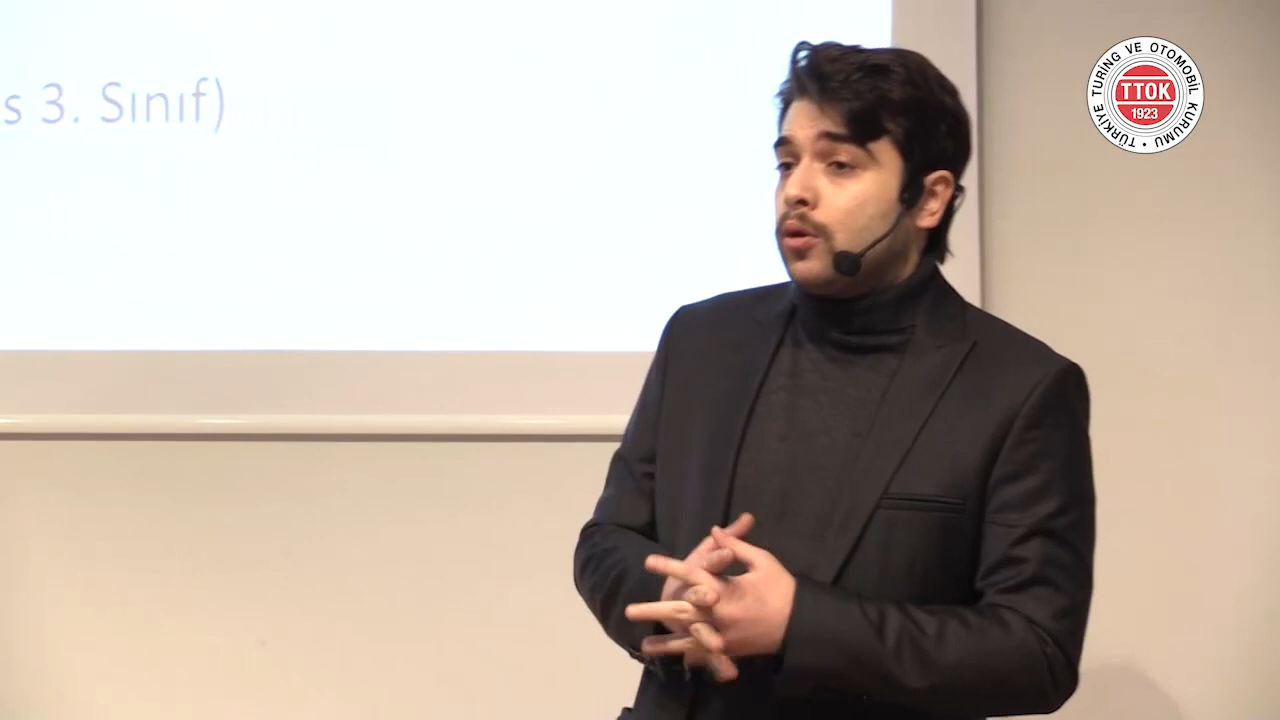 s 3. Sınıf)
TÜRKİYE TURİNG VE OTOMOBİL KURUMU •
TTOK
1923